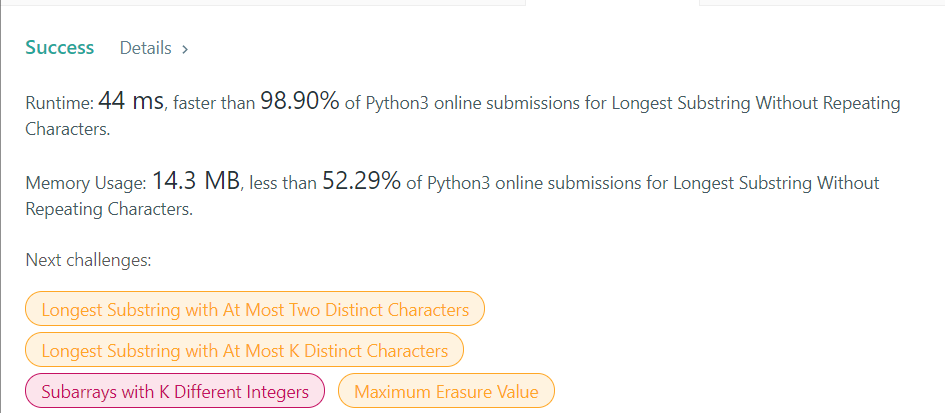 Success Details >
Runtime: 44 ms, faster than 98.90% of Python3 online submissions for Longest Substring Without Repeating
Characters.
Memory Usage: 14.3 MB, less than 52.29% of Python3 online submissions for Longest Substring Without
Repeating Characters.
Next challenges:
Longest Substring with At Most Two Distinct Characters
Longest Substring with At Most K Distinct Characters
Subarrays with K Different Integers Maximum Erasure Value